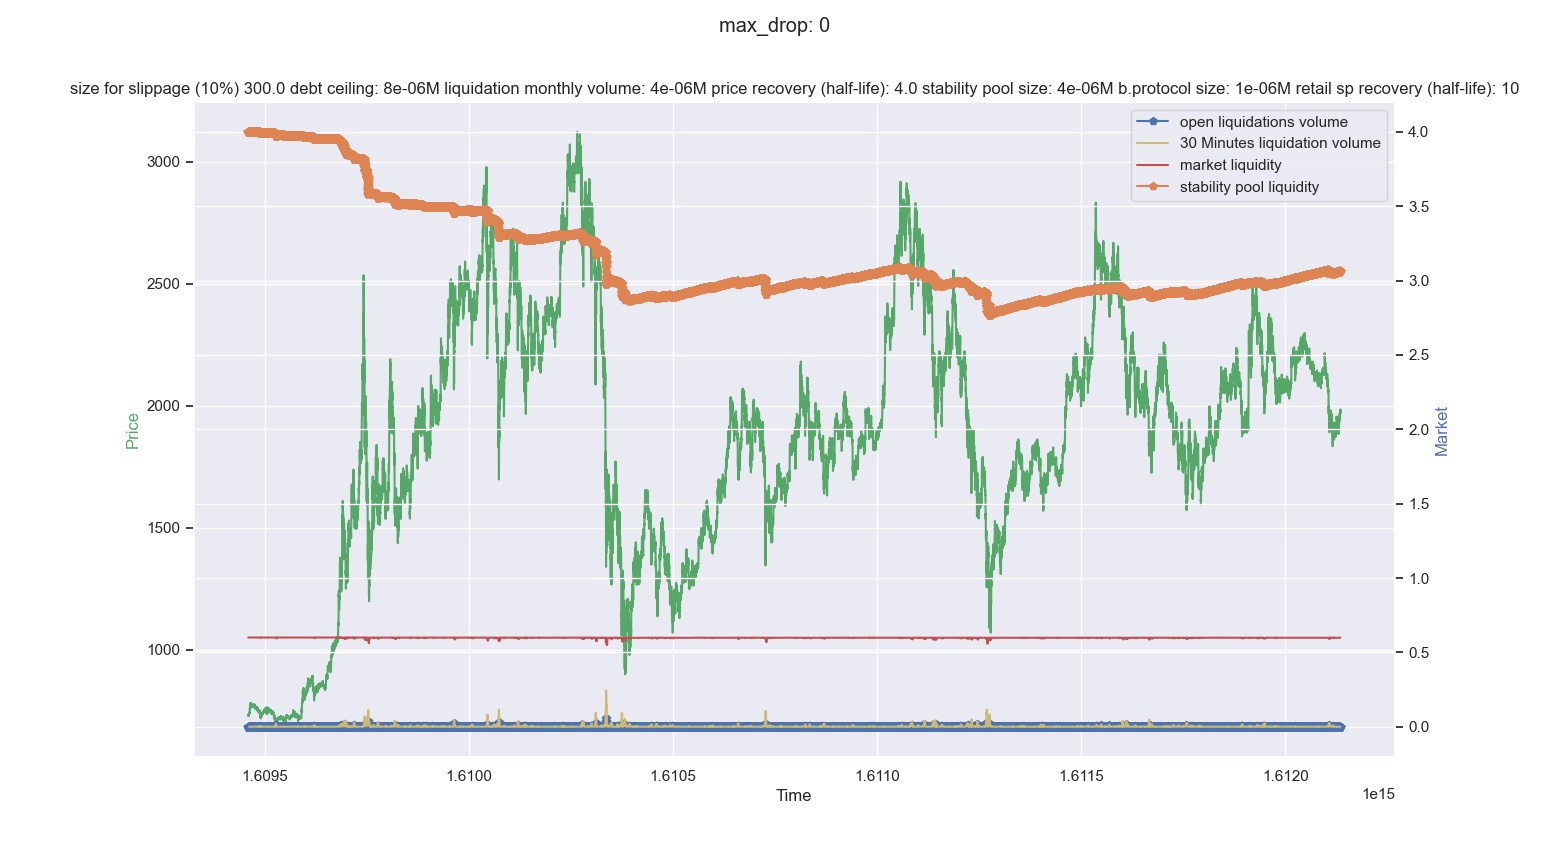 max_drop: 0
size for slippage (10%) 300.0 debt ceiling: 8e-06M liquidation monthly volume: 4e-06M price recovery (half-life): 4.0 stability pool size: 4e-06M b.protocol size: 1e-06M retail sp recovery (half-life): 10
open liquidations volume
30 Minutes liquidation volume
market liquidity
stability pool liquidity
3000
2500
2000
1500
1000
Price
4.0
3.5
3.0
2.5
2.0
1.5
1.0
0.5
0.0
Market
1.6095
1.6100
1.6105
1.6110
1.6115
1.6120
Time
1e15